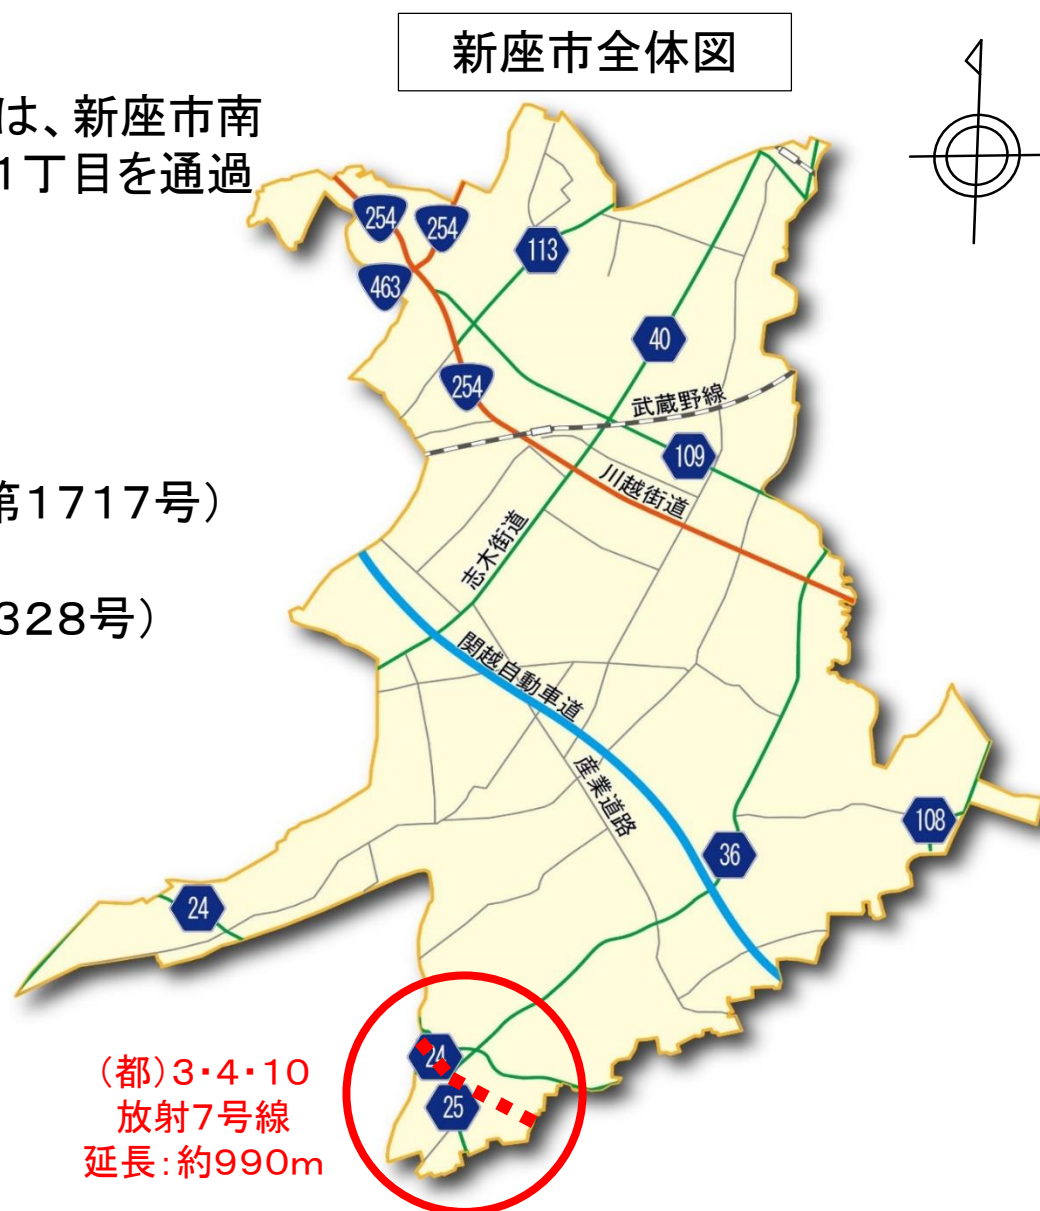 新座市全体図
は、新座市南
1丁目を通過
254
254
113
463
40
254
武蔵野線
109
川越街道
第1717号）
志木街道
328号）
関越自動車道
産業道路
108
36
24
24
25
（都）3・4・10
放射7号線
延長：約990m